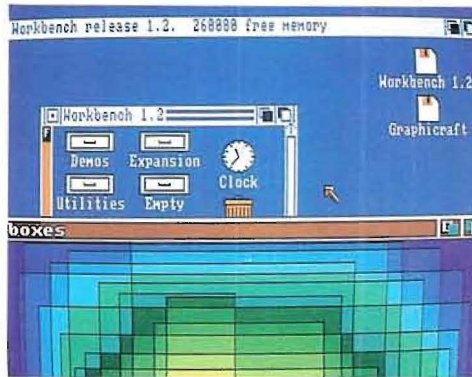 Workbench release 1.2. 260880 free memory
Workbench 1.2
Graphicraft
Workbench 1.2
Demos
Expansion
Clock
Utilities
Empty
boxes